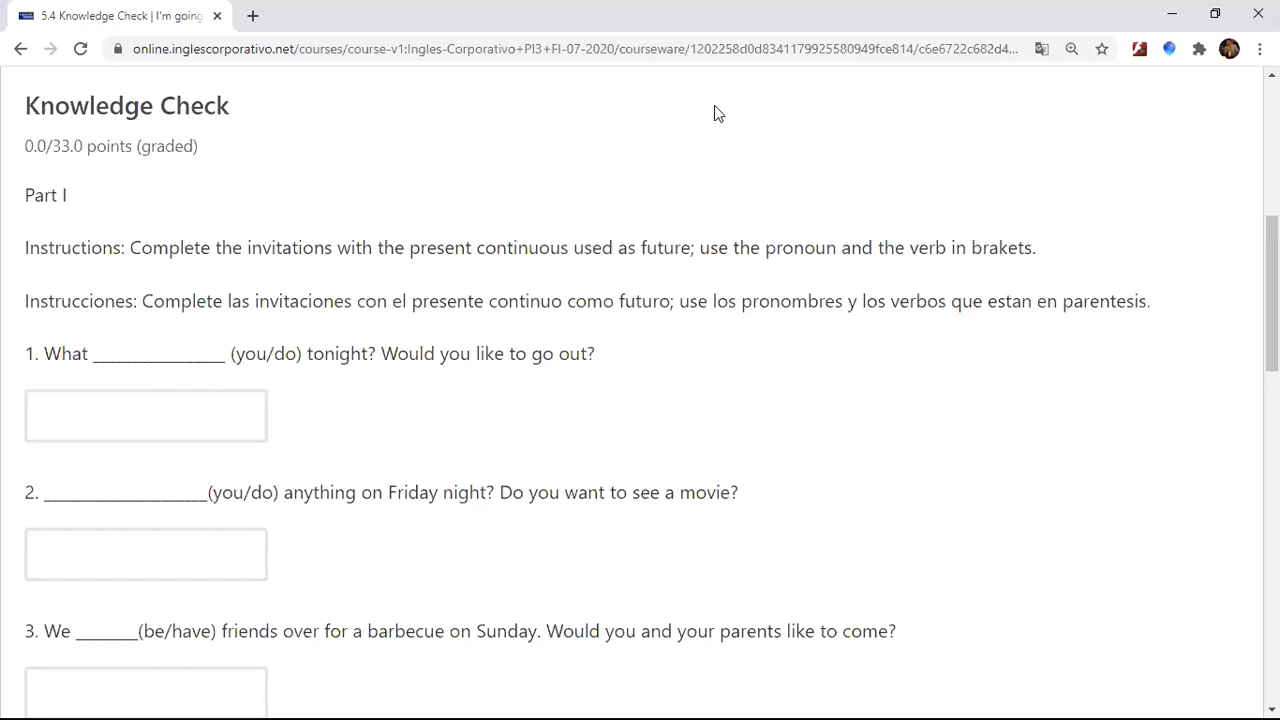 5.4 Knowledge Check | I'm going
online.inglescorporativo.net/courses/course-v1:Ingles-Corporativo+PI3+FI-07-2020/courseware/1202258d0d8341179925580949fce814/c6e6722c682d4...
Knowledge Check
0.0/33.0 points (graded)
Part I
Instructions: Complete the invitations with the present continuous used as future; use the pronoun and the verb in brakets.
Instrucciones: Complete las invitaciones con el presente continuo como futuro; use los pronombres y los verbos que estan en parentesis.
1. What ________________ (you/do) tonight? Would you like to go out?
2. ____________________(you/do) anything on Friday night? Do you want to see a movie?
3. We _______(be/have) friends over for a barbecue on Sunday. Would you and your parents like to come?